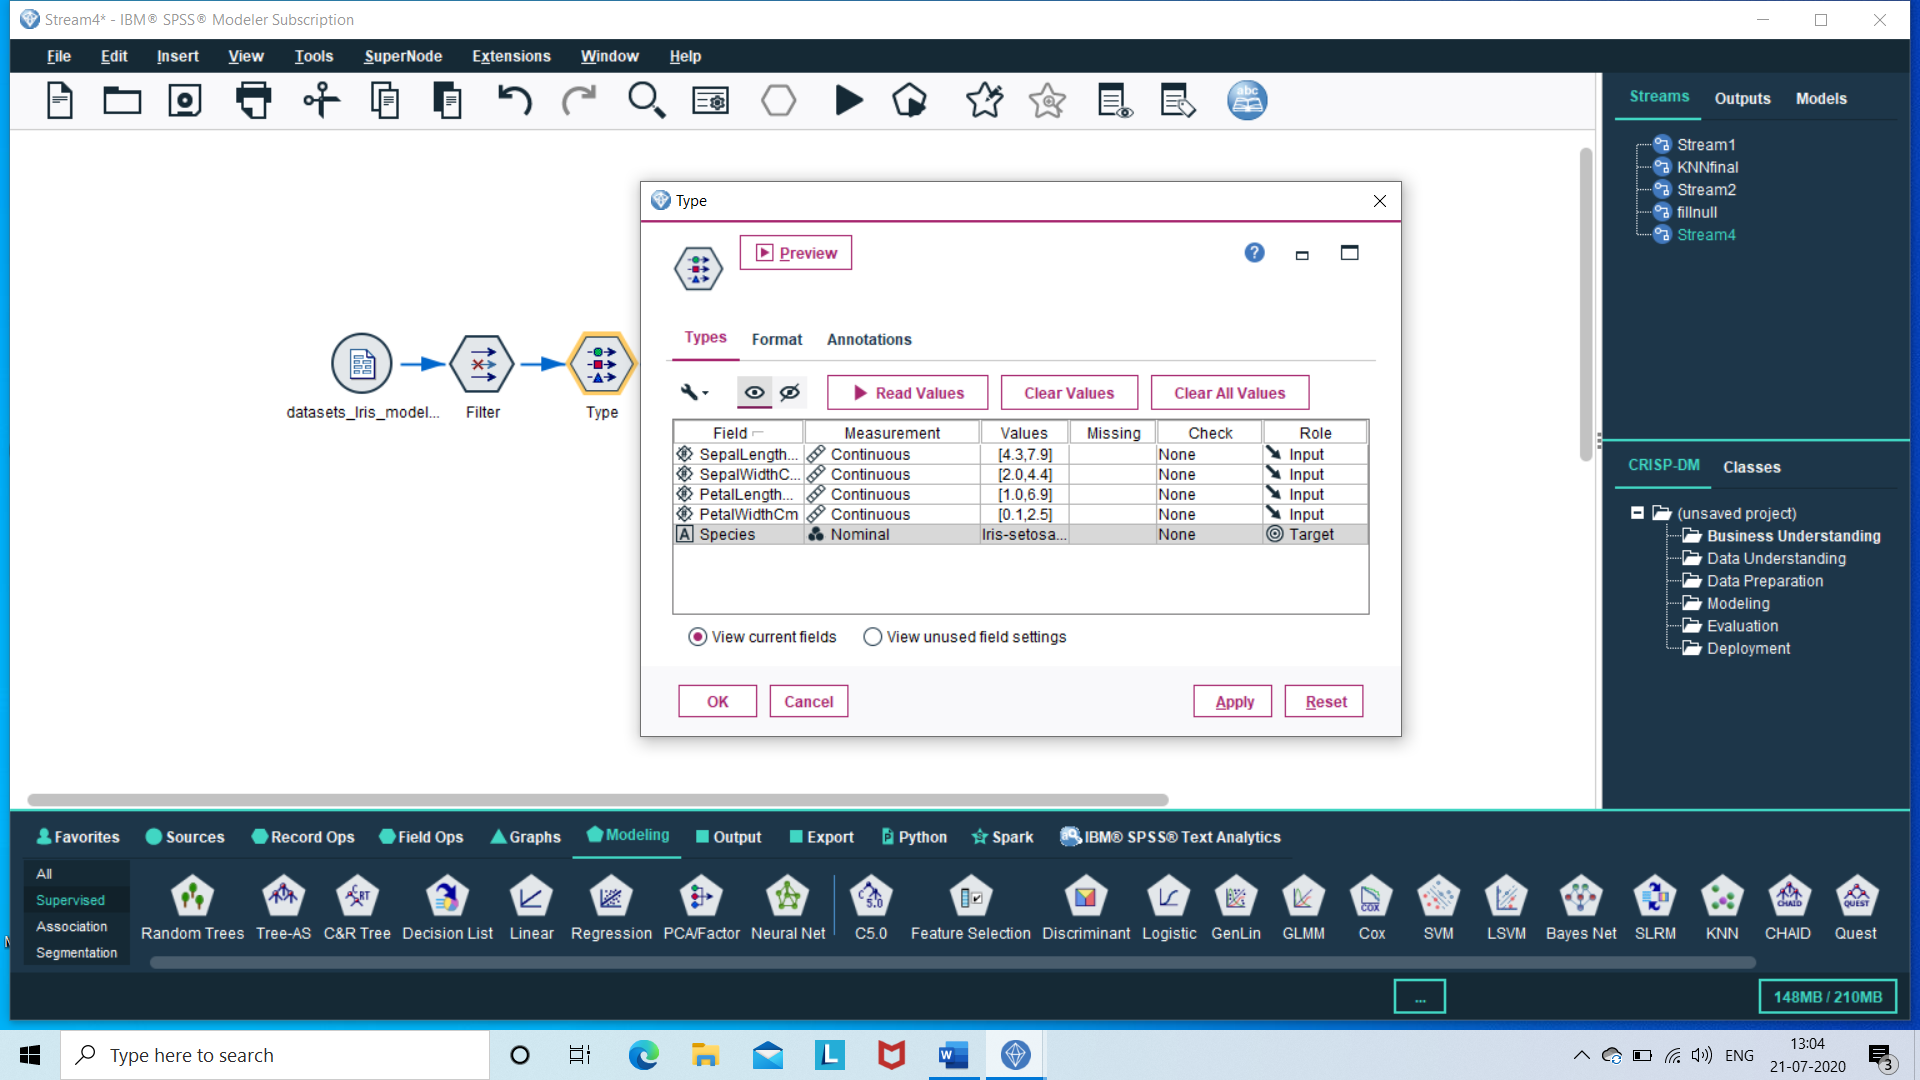 Stream4* - IBM® SPSS® Modeler Subscription
File Edit Insert View Tools SuperNode Extensions Window Help
abc
Streams Outputs Models
Stream1
KNNfinal
Stream2
fillnull
Stream4
Type
Preview
?
Types Format Annotations
Read Values Clear Values Clear All Values
Field Measurement Values Missing Check Role
SepalLength... Continuous [4.3,7.9] None Input
SepalWidthC... Continuous [2.0,4.4] None Input
PetalLength... Continuous [1.0,6.9] None Input
PetalWidthCm Continuous [0.1,2.5] None Input
A Species Nominal Iris-setosa... None Target
View current fields View unused field settings
OK Cancel Apply Reset
datasets_Iris_model... Filter Type
CRISP-DM Classes
(unsaved project)
Business Understanding
Data Understanding
Data Preparation
Modeling
Evaluation
Deployment
Favorites Sources Record Ops Field Ops Graphs Modeling Output Export Python Spark IBM® SPSS® Text Analytics
All
Supervised
Association
Segmentation
C&RT C 5.0 COX CHAID QUEST
Random Trees Tree-AS C&R Tree Decision List Linear Regression PCA/Factor Neural Net C5.0 Feature Selection Discriminant Logistic GenLin GLMM Cox SVM LSVM Bayes Net SLRM KNN CHAID Quest
... 148MB / 210MB
Type here to search
L W
ENG 13:04
21-07-2020
3